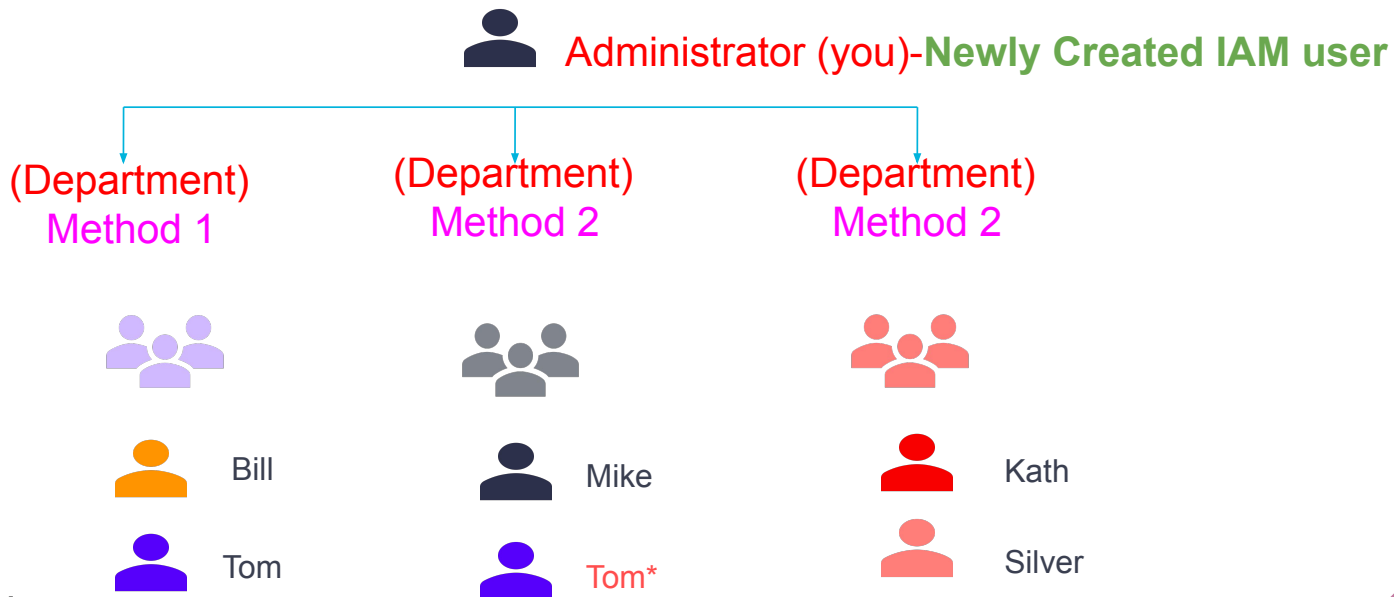 Administrator (you)-Newly Created IAM user
(Department)
Method 1
(Department)
Method 2
(Department)
Method 2
Bill
Mike
Kath
Tom
Tom*
Silver